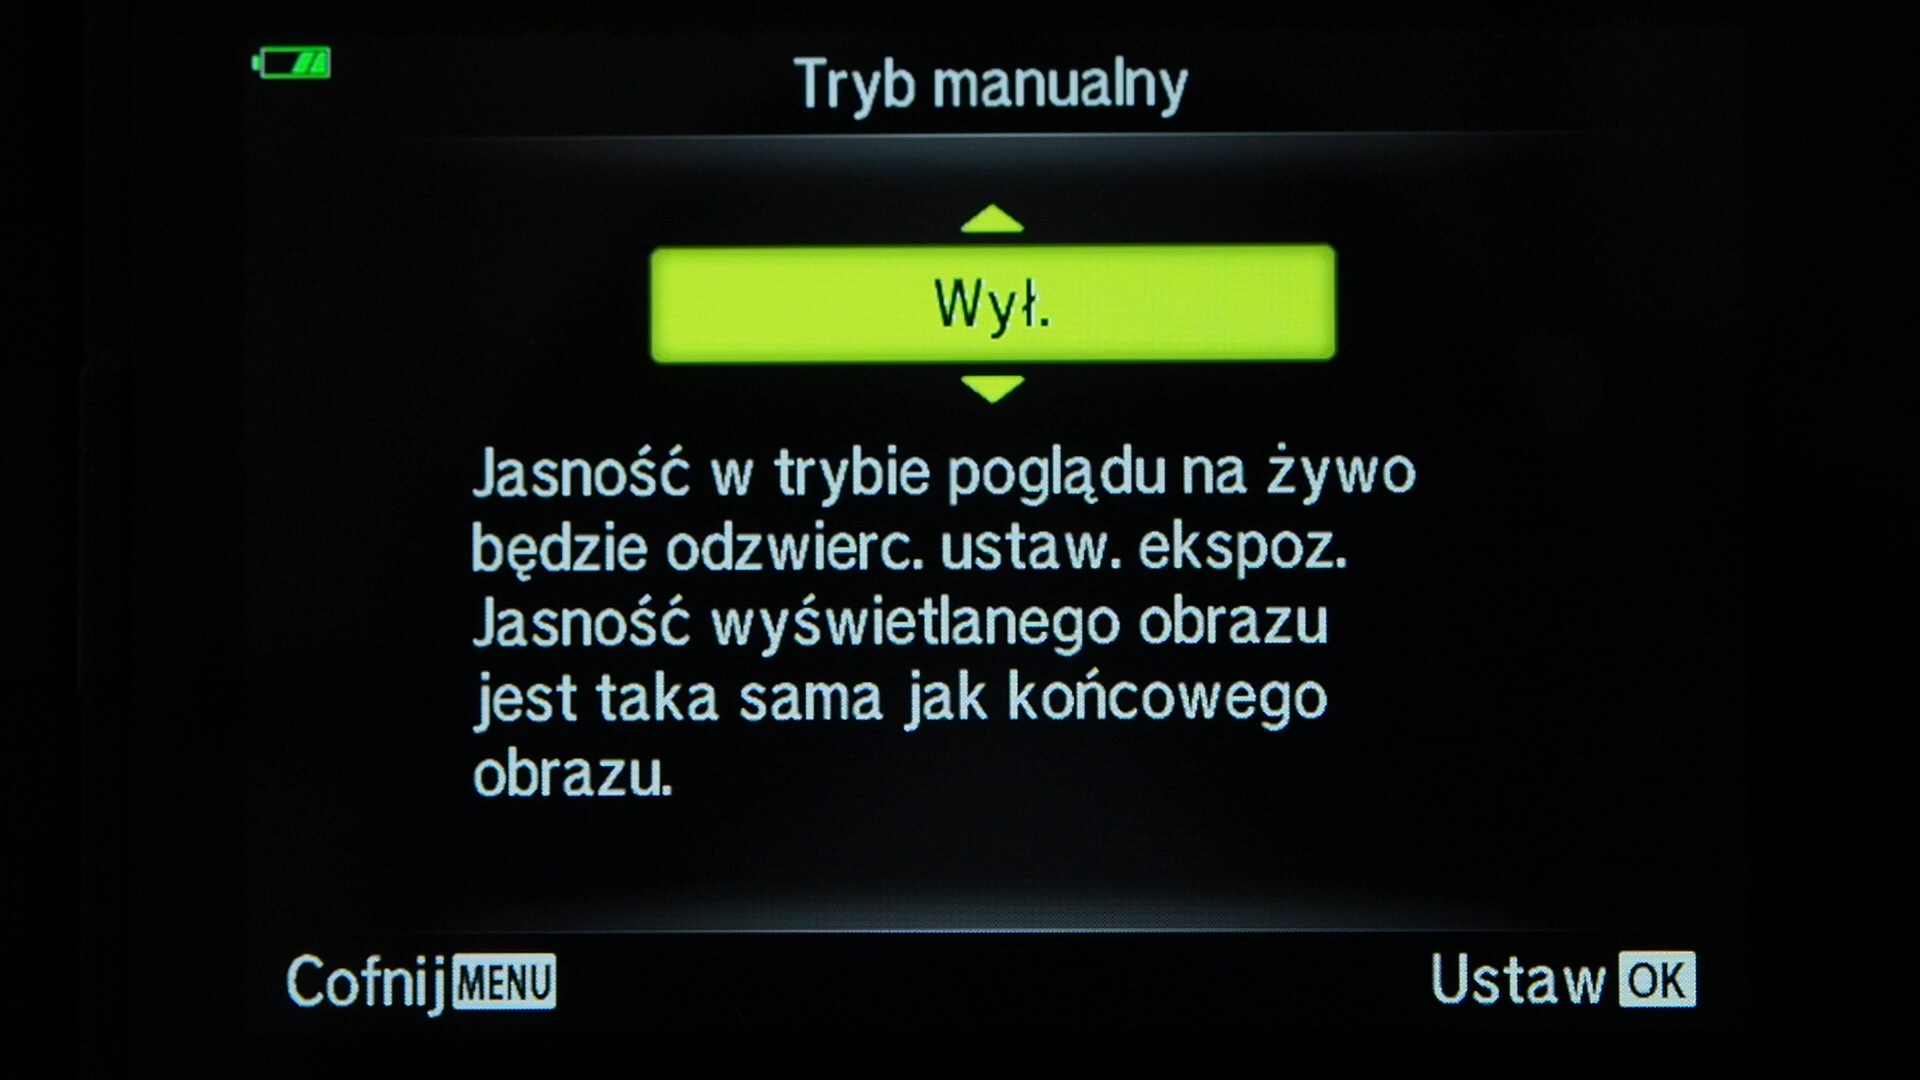 Tryb manualny
Wył.
Jasność w trybie poglądu na żywo
będzie odzwierc. ustaw. ekspoz.
Jasność wyświetlanego obrazu
jest taka sama jak końcowego
obrazu.
Cofnij MENU
Ustaw OK